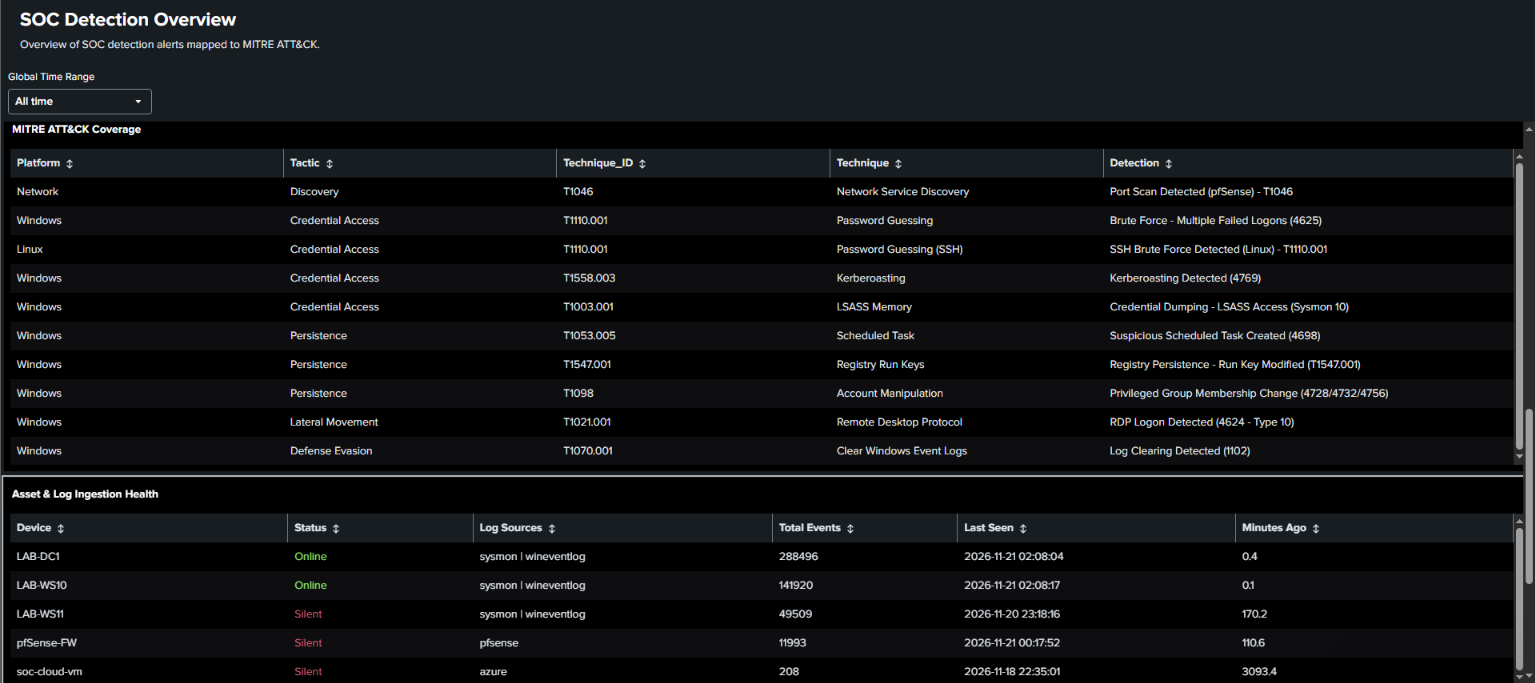 SOC Detection Overview
Overview of SOC detection alerts mapped to MITRE ATT&CK.
Global Time Range
All time
MITRE ATT&CK Coverage
Platform Tactic Technique_ID Technique Detection
Network Discovery T1046 Network Service Discovery Port Scan Detected (pfSense) - T1046
Windows Credential Access T1110.001 Password Guessing Brute Force - Multiple Failed Logons (4625)
Linux Credential Access T1110.001 Password Guessing (SSH) SSH Brute Force Detected (Linux) - T1110.001
Windows Credential Access T1558.003 Kerberoasting Kerberoasting Detected (4769)
Windows Credential Access T1003.001 LSASS Memory Credential Dumping - LSASS Access (Sysmon 10)
Windows Persistence T1053.005 Scheduled Task Suspicious Scheduled Task Created (4698)
Windows Persistence T1547.001 Registry Run Keys Registry Persistence - Run Key Modified (T1547.001)
Windows Persistence T1098 Account Manipulation Privileged Group Membership Change (4728/4732/4756)
Windows Lateral Movement T1021.001 Remote Desktop Protocol RDP Logon Detected (4624 - Type 10)
Windows Defense Evasion T1070.001 Clear Windows Event Logs Log Clearing Detected (1102)
Asset & Log Ingestion Health
Device Status Log Sources Total Events Last Seen Minutes Ago
LAB-DC1 Online sysmon | wineventlog 288496 2026-11-21 02:08:04 0.4
LAB-WS10 Online sysmon | wineventlog 141920 2026-11-21 02:08:17 0.1
LAB-WS11 Silent sysmon | wineventlog 49509 2026-11-20 23:18:16 170.2
pfSense-FW Silent pfsense 11993 2026-11-21 00:17:52 110.6
soc-cloud-vm Silent azure 208 2026-11-18 22:35:01 3093.4